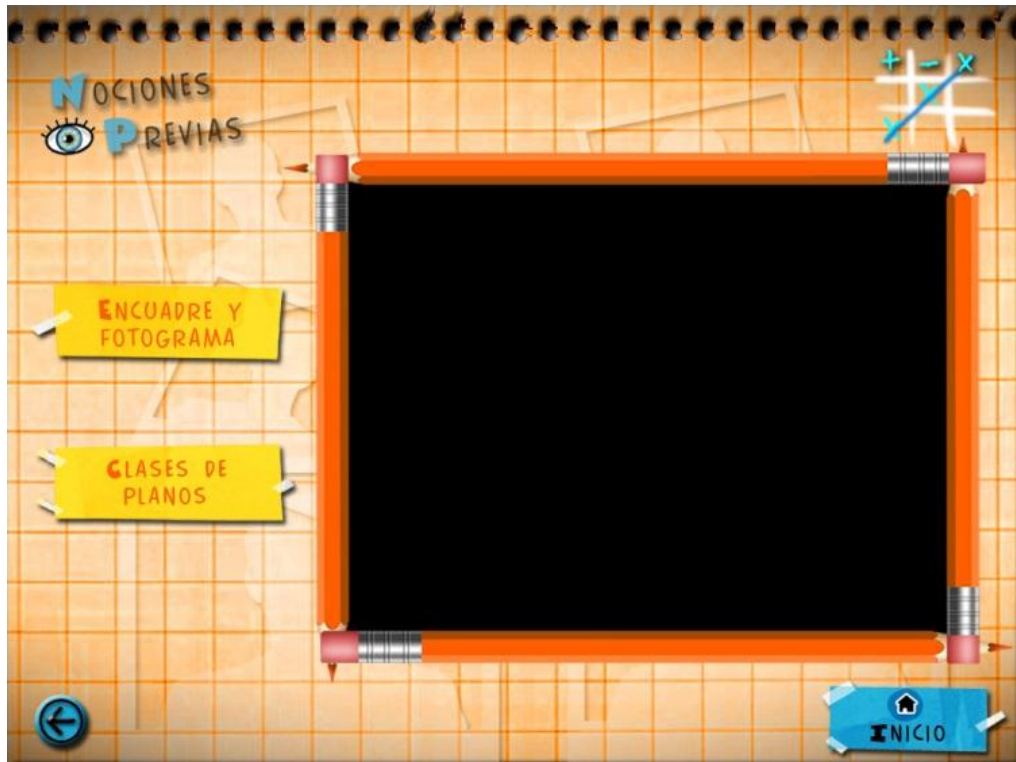 NOCIONES
PREVIAS
+ - x
ENCUADRE Y
FOTOGRAMA
CLASES DE
PLANOS
INICIO